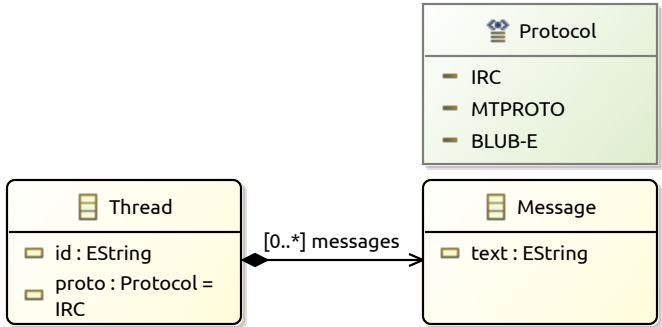 Protocol
IRC
MTPROTO
BLUB-E
Thread
id : EString
proto : Protocol =
IRC
[0..*] messages
Message
text : EString